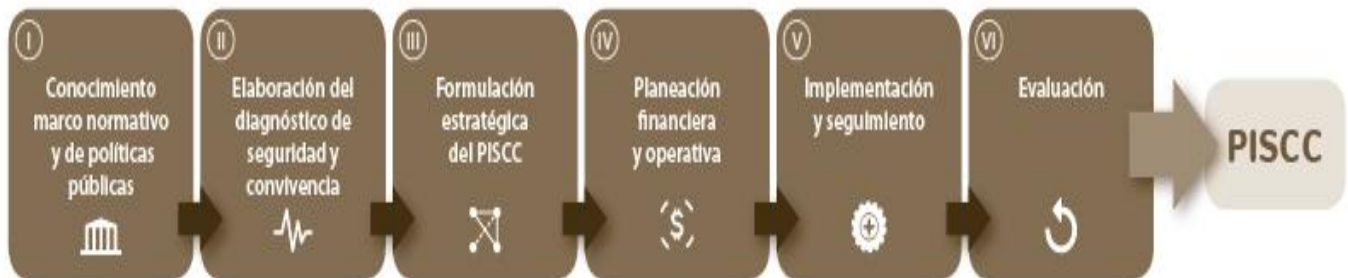 I
Conocimiento
marco normativo
y de políticas
públicas
II
Elaboración del
diagnóstico de
seguridad y
convivencia
III
Formulación
estratégica
del PISCC
IV
Planeación
financiera
y operativa
$
V
Implementación
y seguimiento
VI
Evaluación
PISCC